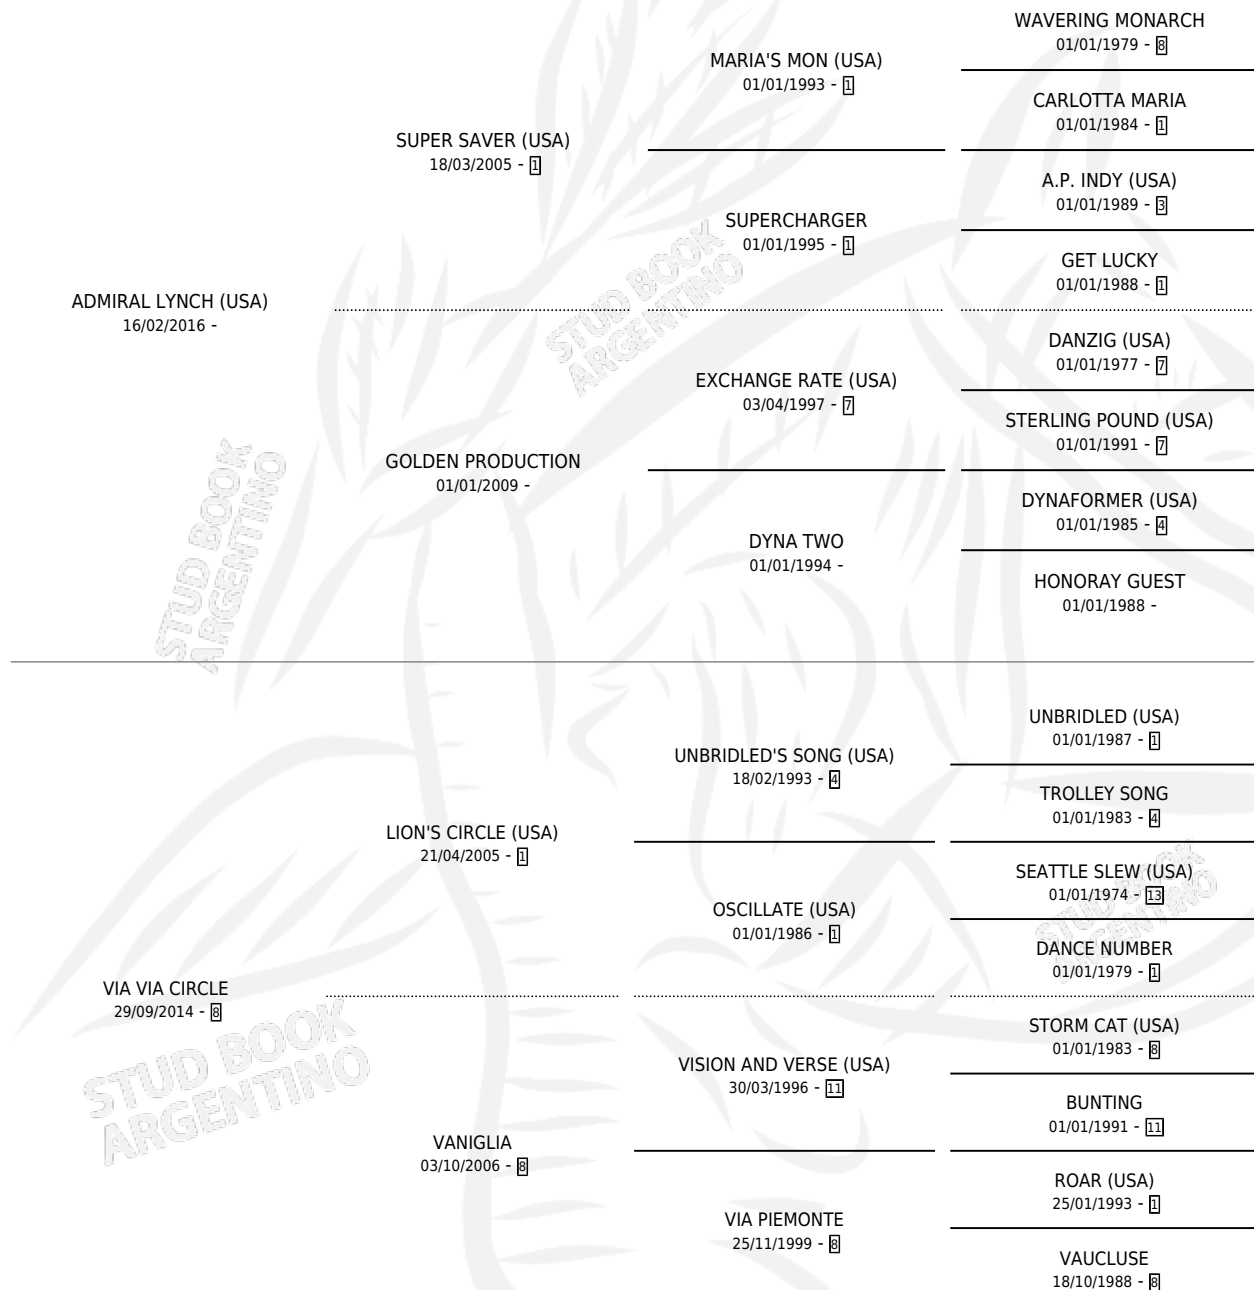 WAVERING MONARCH
01/01/1979 - 8
MARIA'S MON (USA)
01/01/1993 - 1
CARLOTTA MARIA
01/01/1984 - 1
SUPER SAVER (USA)
18/03/2005 - 1
A.P. INDY (USA)
01/01/1989 - 3
SUPERCHARGER
01/01/1995 - 1
GET LUCKY
01/01/1988 - 1
ADMIRAL LYNCH (USA)
16/02/2016 -
DANZIG (USA)
01/01/1977 - 7
EXCHANGE RATE (USA)
03/04/1997 - 7
STERLING POUND (USA)
01/01/1991 - 7
GOLDEN PRODUCTION
01/01/2009 -
DYNAFORMER (USA)
01/01/1985 - 4
DYNA TWO
01/01/1994 -
HONORAY GUEST
01/01/1988 -
UNBRIDLED (USA)
01/01/1987 - 1
UNBRIDLED'S SONG (USA)
18/02/1993 - 4
TROLLEY SONG
01/01/1983 - 4
LION'S CIRCLE (USA)
21/04/2005 - 1
SEATTLE SLEW (USA)
01/01/1974 - 13
OSCILLATE (USA)
01/01/1986 - 1
DANCE NUMBER
01/01/1979 - 1
VIA VIA CIRCLE
29/09/2014 - 8
STORM CAT (USA)
01/01/1983 - 8
VISION AND VERSE (USA)
30/03/1996 - 11
BUNTING
01/01/1991 - 11
VANIGLIA
03/10/2006 - 8
ROAR (USA)
25/01/1993 - 1
VIA PIEMONTE
25/11/1999 - 8
VAUCLUSE
18/10/1988 - 8
STUD BOOK
ARGENTINO
STUD BOOK
ARGENTINO
STUD BOOK
ARGENTINO
STUD BOOK
ARGENTINO